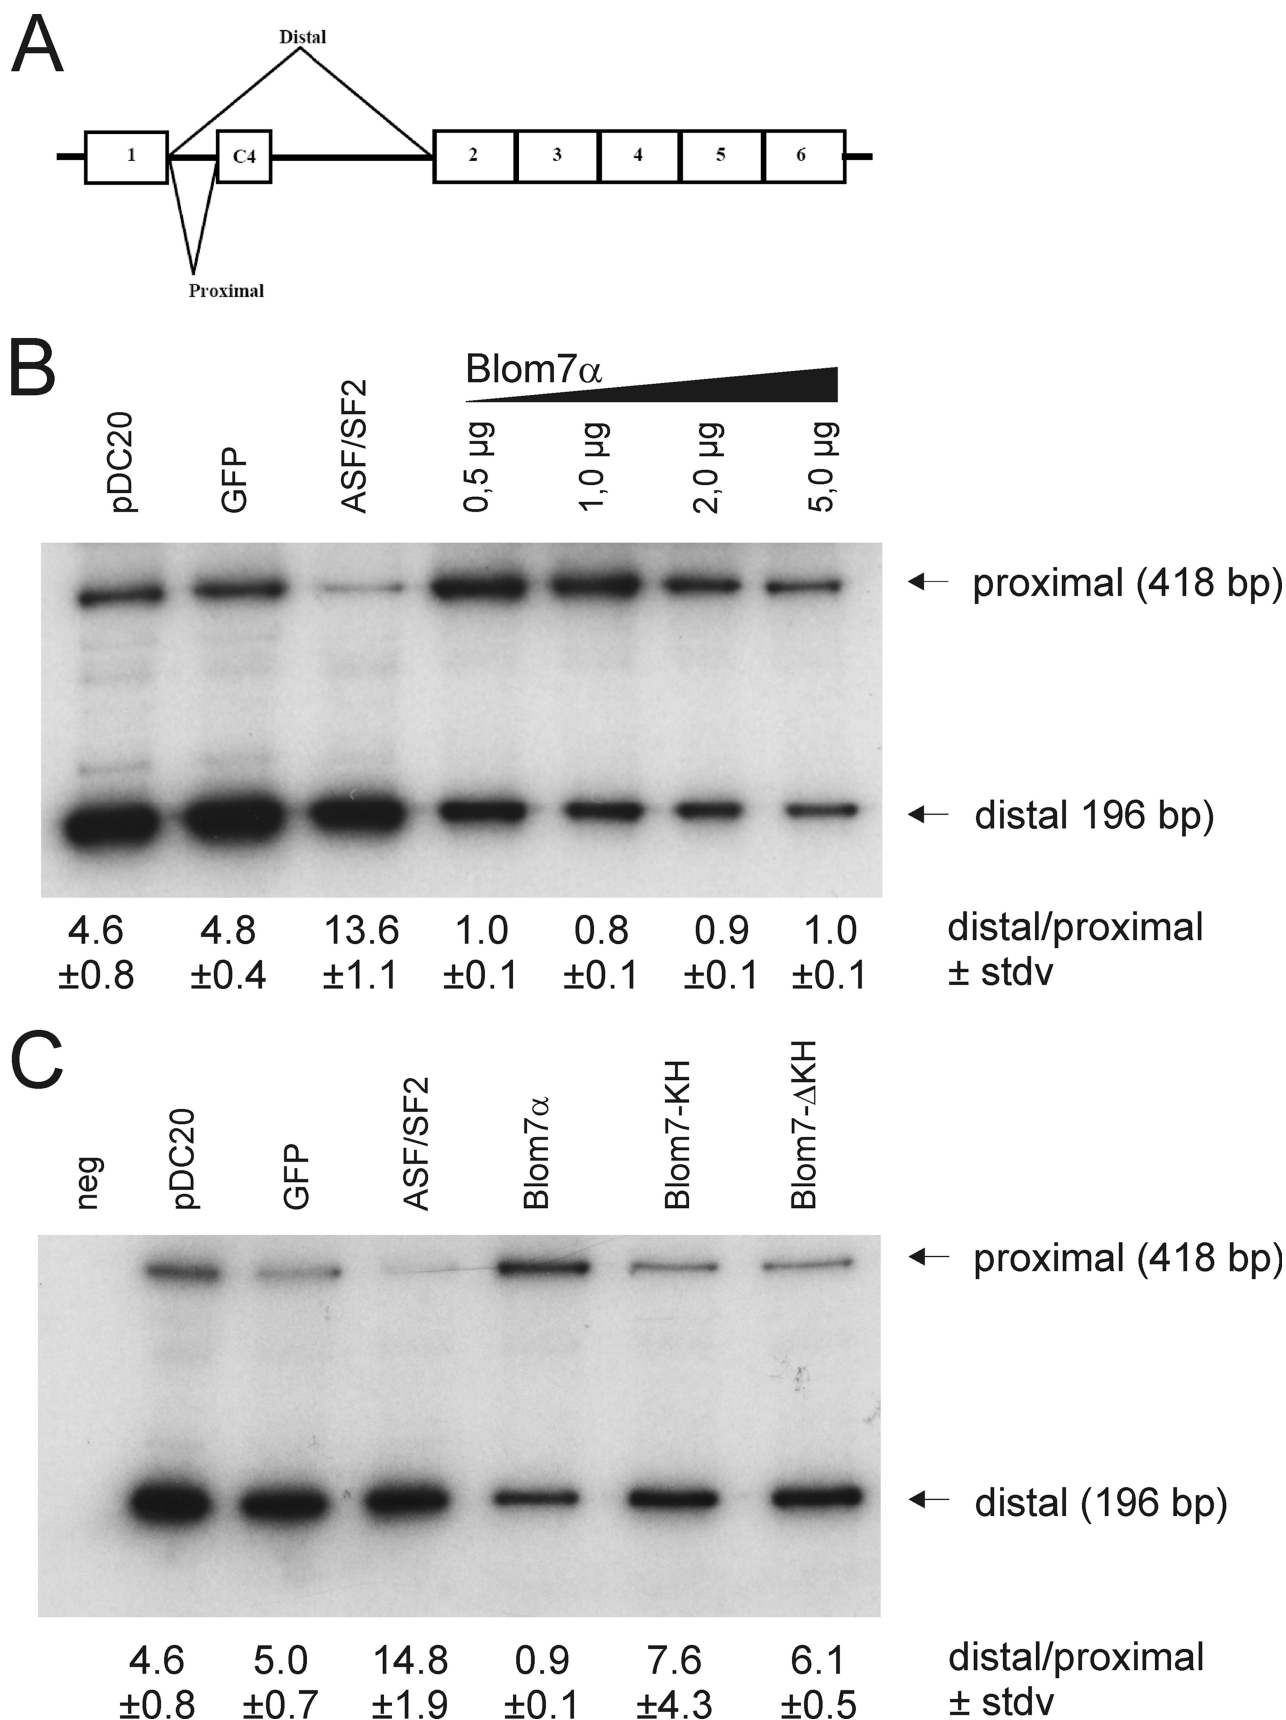 A
Distal
1
C4
2
3
4
5
6
Proximal
B
Blom7α
pDC20
GFP
ASF/SF2
0,5 µg
1,0 µg
2,0 µg
5,0 µg
proximal (418 bp)
distal 196 bp)
4.6 4.8 13.6 1.0 0.8 0.9 1.0 distal/proximal
±0.8 ±0.4 ±1.1 ±0.1 ±0.1 ±0.1 ±0.1 ± stdv
C
neg
pDC20
GFP
ASF/SF2
Blom7α
Blom7-KH
Blom7-ΔKH
proximal (418 bp)
distal (196 bp)
4.6 5.0 14.8 0.9 7.6 6.1 distal/proximal
±0.8 ±0.7 ±1.9 ±0.1 ±4.3 ±0.5 ± stdv